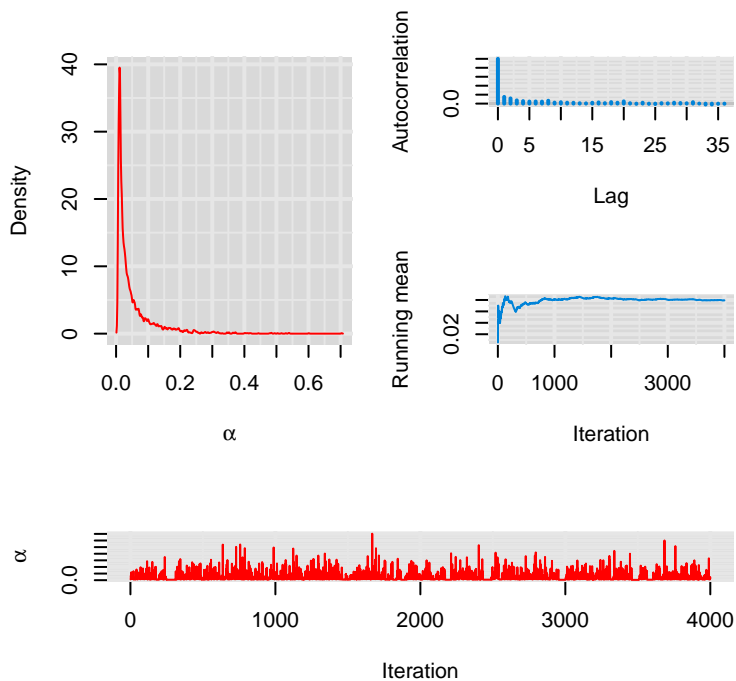 Density
0
10
20
30
40
0.0 0.2 0.4 0.6
α
Autocorrelation
0.0
0 5 15 25 35
Lag
Running mean
0.02
0 1000 3000
Iteration
α
0.0
0 1000 2000 3000 4000
Iteration